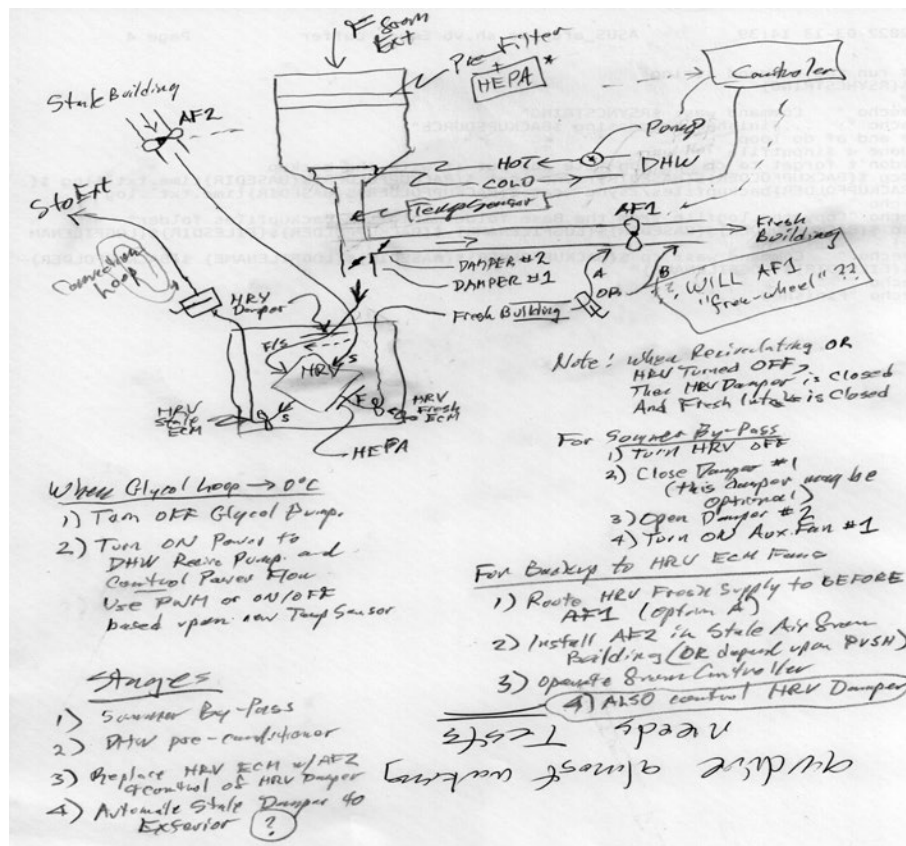 F from
Ext
Pre-Filter
+
HEPA *
Controller
Stale Building
AF2
Pump
HOT
DHW
COLD
S to Ext
Temp Sensor
AF1
Fresh
Building
DAMPER #2
DAMPER #1
A
B
OR
? WILL AF1
"free-wheel" ??
Convection
loop
HRV
Damper
Fresh Building
F/S
S
HRV
HRV
Stale
ECM
S
F
HRV
Fresh
ECM
HEPA
Note: When Recirculating OR
HRV Turned OFF,
Then HRV Damper is Closed
And Fresh Intake is Closed
For Summer By-Pass
1) Turn HRV OFF
2) Close Damper #1
(this damper may be
optional)
3) Open Damper #2
4) Turn ON Aux. Fan #1
When Glycol Loop → 0°C
1) Turn OFF Glycol Pump.
2) Turn ON Power to
DHW Recirc Pump. and
Control Power Flow
Use PWM or ON/OFF
based upon new Temp Sensor
For Backup to HRV ECM Fans
1) Route HRV Fresh Supply to BEFORE
AF1 (Option A)
2) Install AF2 in Stale Air from
Building (OR depend upon PUSH)
3) Operate from Controller
4) ALSO control HRV Damper
Stages
1) Summer By-Pass
2) DHW pre-conditioner
3) Replace HRV ECM w/AF2
+control of HRV Damper
4) Automate Stale Damper to
Exterior ?
needs Tests
almost